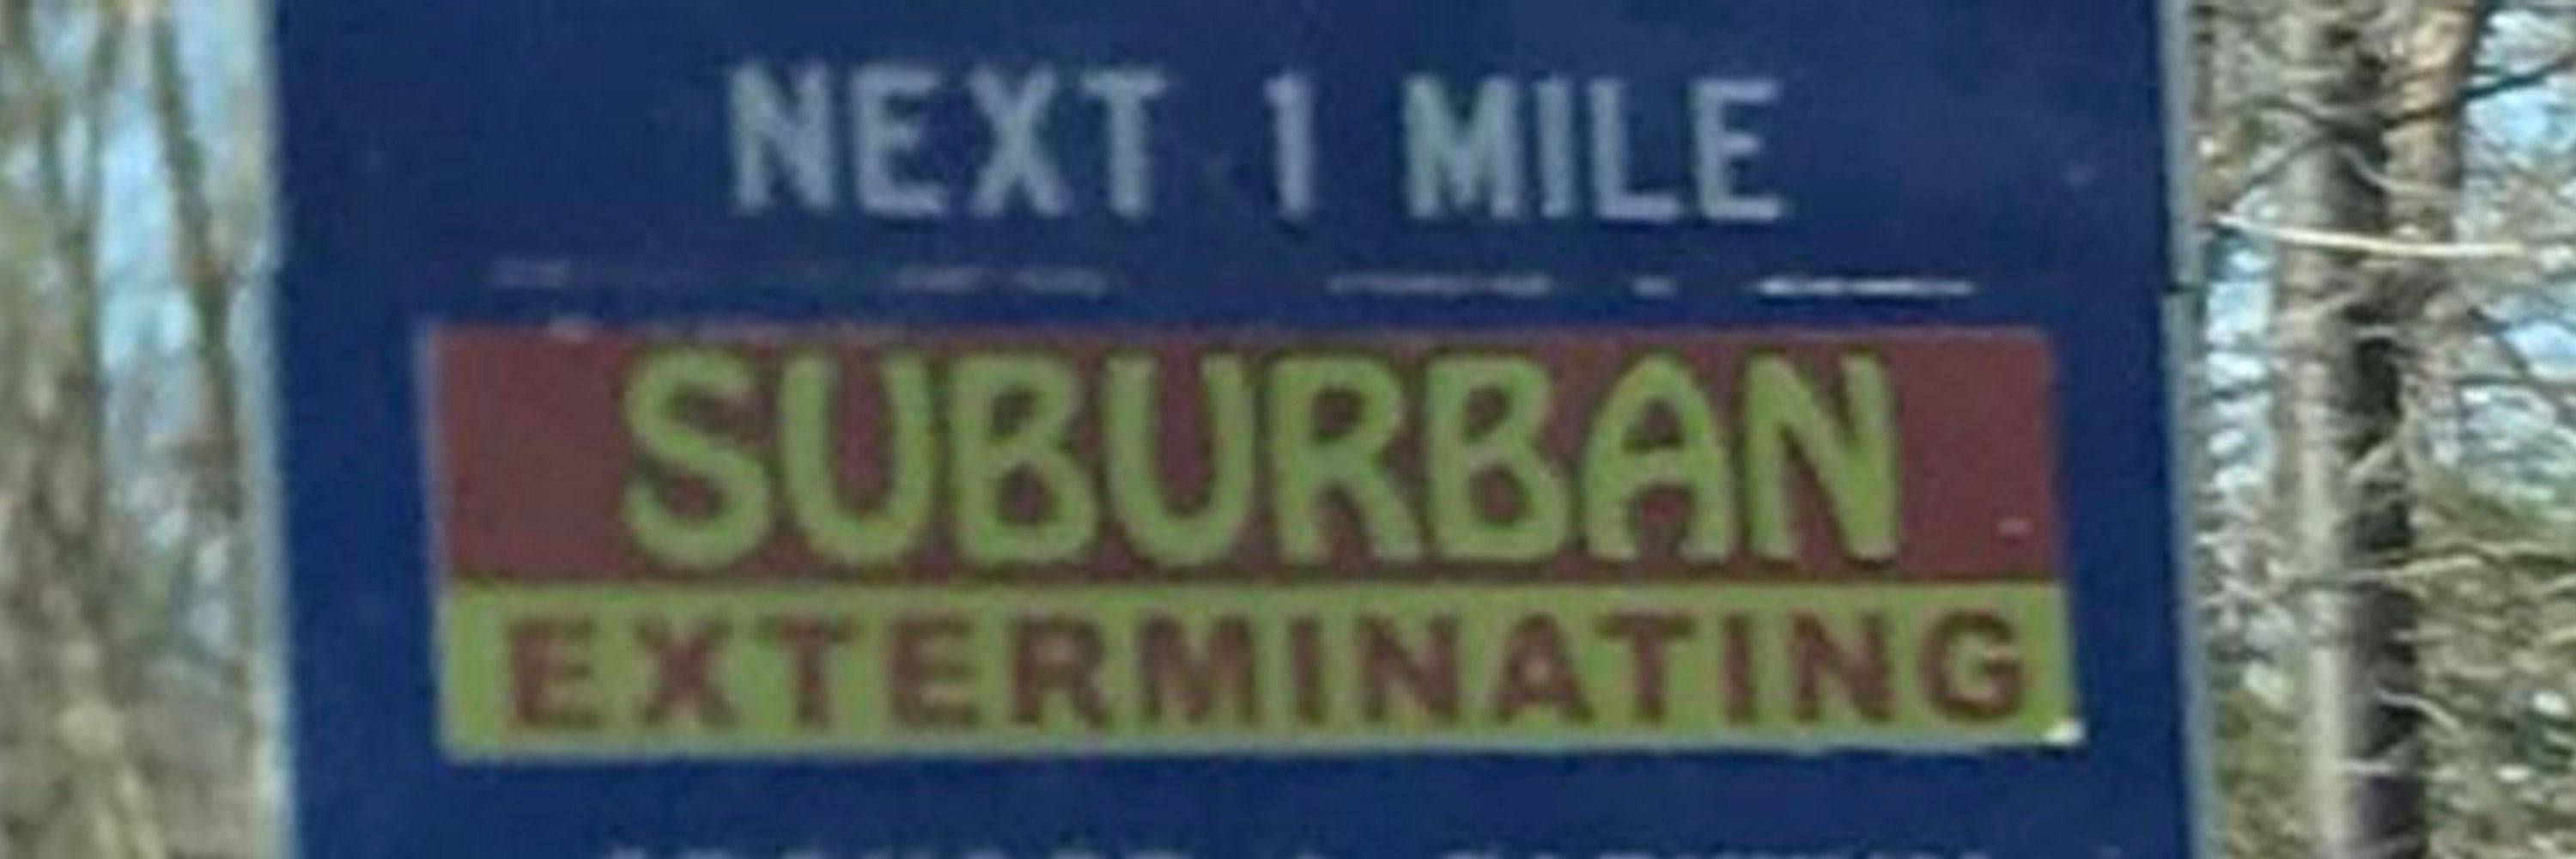 NEXT 1 MILE
SUBURBAN
EXTERMINATING